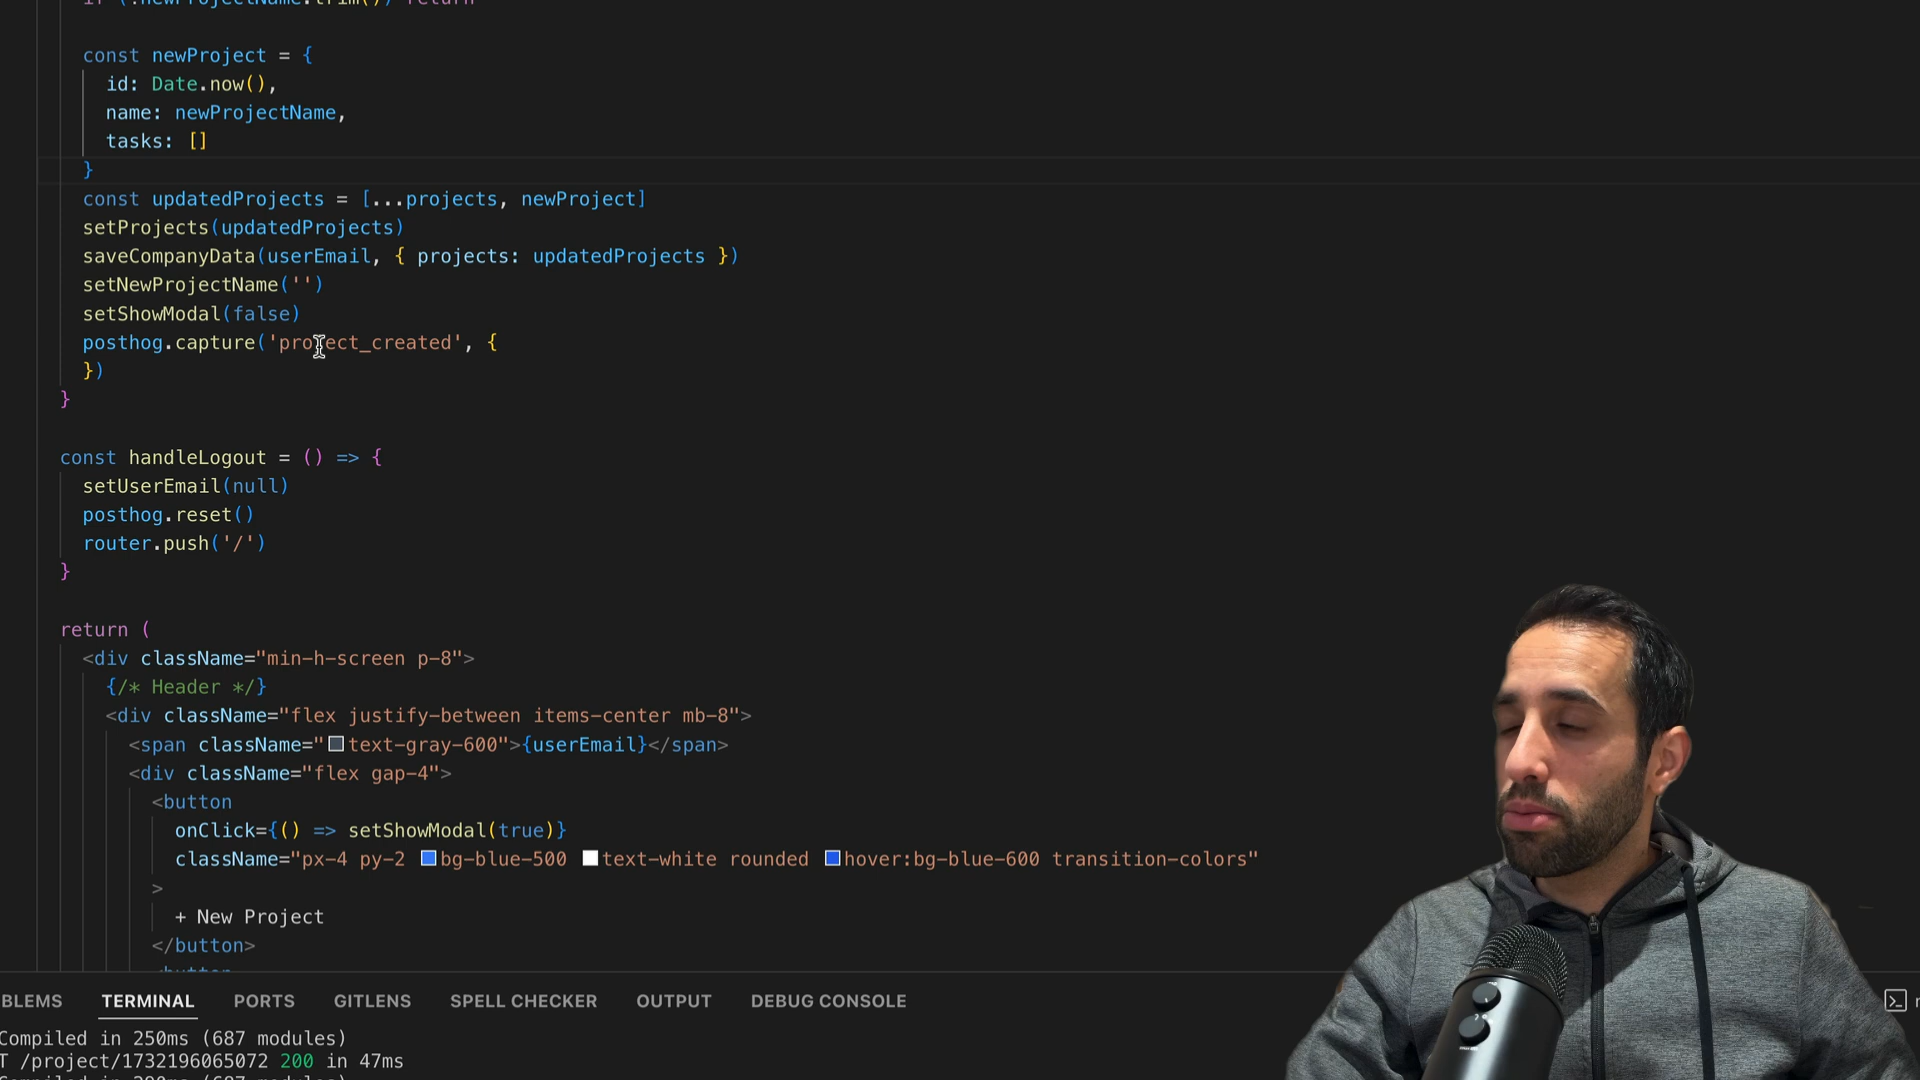 const newProject = {
id: Date.now(),
name: newProjectName,
tasks: []
}
const updatedProjects = [...projects, newProject]
setProjects(updatedProjects)
saveCompanyData(userEmail, { projects: updatedProjects })
setNewProjectName('')
setShowModal(false)
posthog.capture('project_created', {
})
}
const handleLogout = () => {
setUserEmail(null)
posthog.reset()
router.push('/')
}
return (
<div className="min-h-screen p-8">
{/* Header */}
<div className="flex justify-between items-center mb-8">
<span className="text-gray-600">{userEmail}</span>
<div className="flex gap-4">
<button
onClick={() => setShowModal(true)}
className="px-4 py-2 bg-blue-500 text-white rounded hover:bg-blue-600 transition-colors"
>
+ New Project
</button>
<button
BLEMS TERMINAL PORTS GITLENS SPELL CHECKER OUTPUT DEBUG CONSOLE
Compiled in 250ms (687 modules)
T /project/1732196065072 200 in 47ms